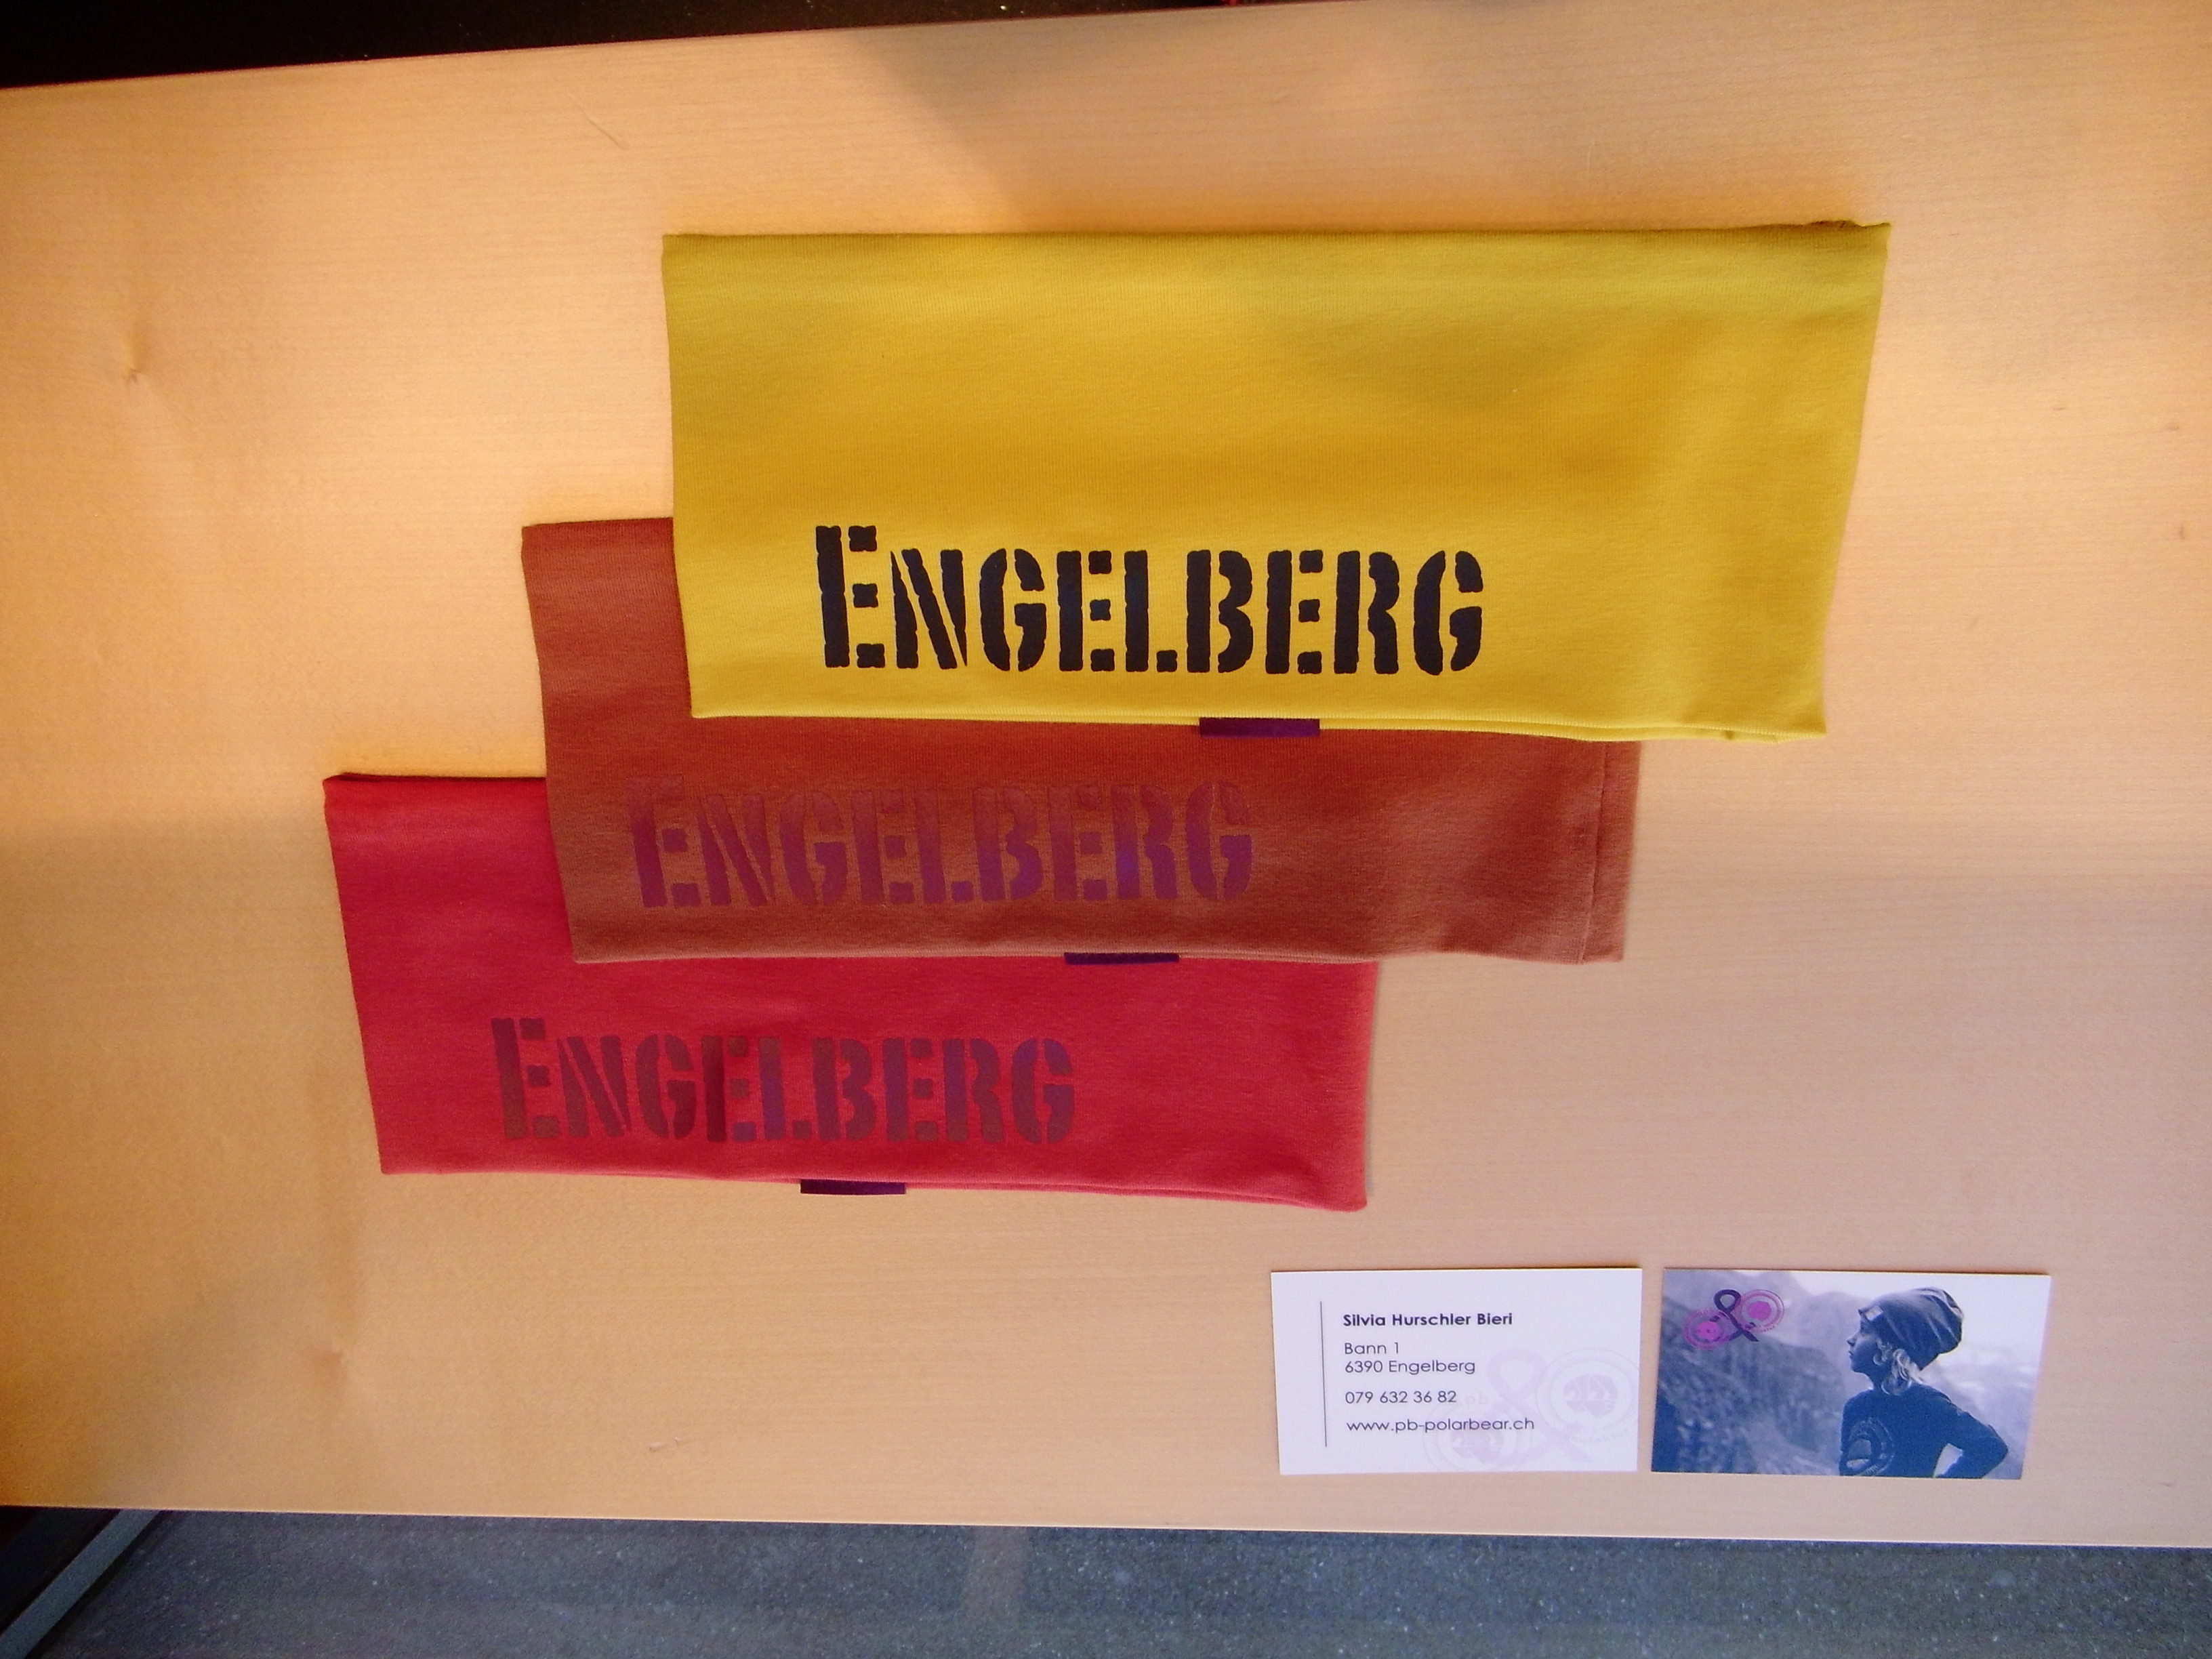 ENGELBERG
ENGELBERG
ENGELBERG
Silvia Hurschler Bieri
Bann 1
6390 Engelberg
079 632 36 82
www.pb-polarbear.ch